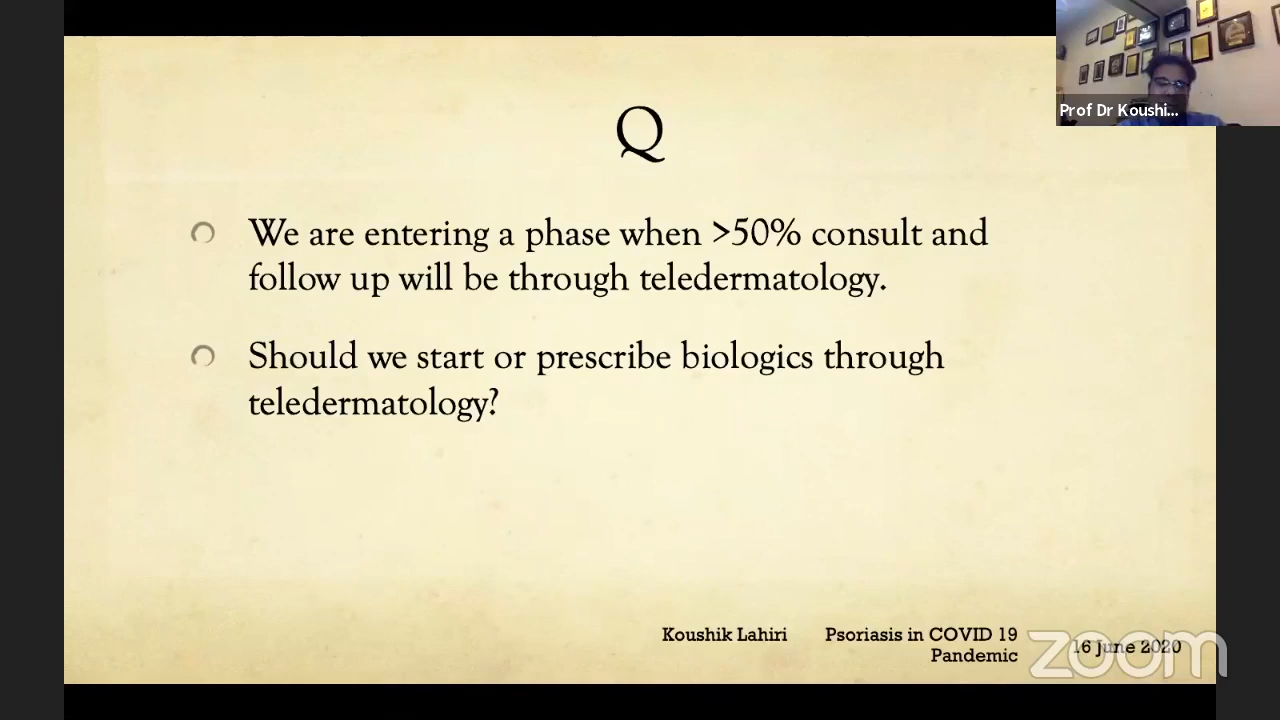 Prof Dr Koushi...
Q
We are entering a phase when >50% consult and
follow up will be through teledermatology.
Should we start or prescribe biologics through
teledermatology?
Koushik Lahiri
Psoriasis in COVID 19
Pandemic
16 June 2020
zoom